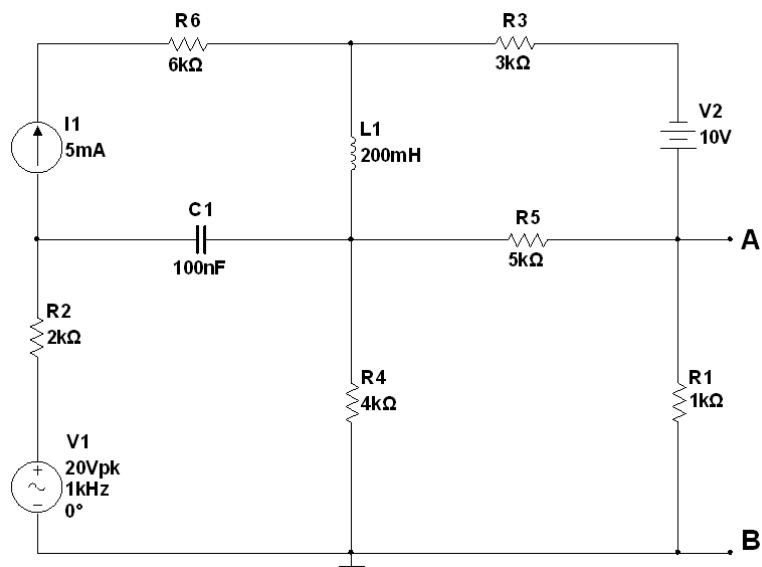 R6
6kΩ
R3
3kΩ
I1
5mA
L1
200mH
V2
10V
C1
100nF
R5
5kΩ
A
R2
2kΩ
R4
4kΩ
R1
1kΩ
V1
20Vpk
1kHz
0°
B